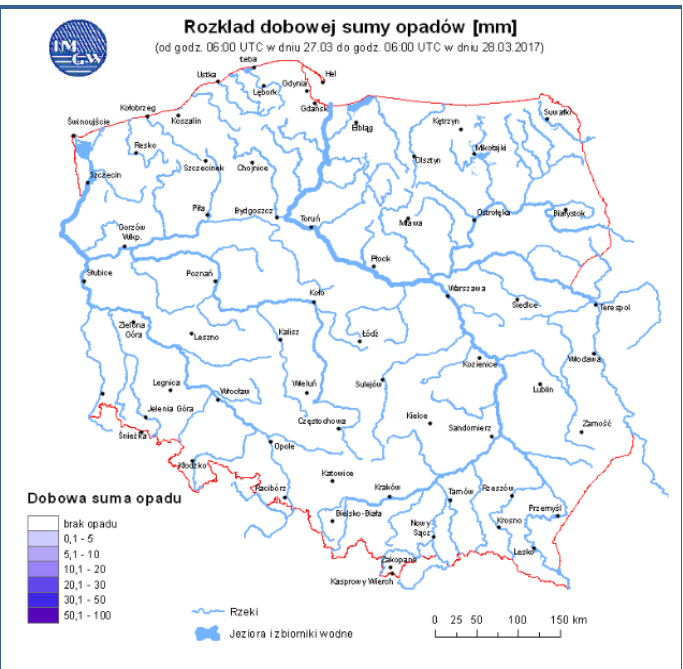 IM
GW
Rozkład dobowej sumy opadów [mm]
(od godz. 06:00 UTC w dniu 27.03 do godz. 06:00 UTC w dniu 28.03.2017)
Łeba
Ustka
Hel
Lębork
Gdynia
Gdańsk
Kołobrzeg
Koszalin
Świnoujście
Elbląg
Kętrzyn
Suwałki
Resko
Szczecinek
Chojnice
Olsztyn
Mikołajki
Szczecin
Piła
Bydgoszcz
Toruń
Mława
Ostrołęka
Białystok
Gorzów
Wlkp.
Płock
Słubice
Poznań
Koło
Warszawa
Siedlce
Terespol
Zielona
Góra
Leszno
Kalisz
Łódź
Kozienice
Włodawa
Legnica
Wrocław
Wieluń
Sulejów
Lublin
Jelenia Góra
Częstochowa
Kielce
Sandomierz
Zamość
Śnieżka
Opole
Kłodzko
Katowice
Racibórz
Kraków
Tarnów
Rzeszów
Bielsko-Biała
Nowy
Sącz
Krosno
Przemyśl
Lesko
Zakopane
Kasprowy Wierch
Dobowa suma opadu
brak opadu
0,1 - 5
5,1 - 10
10,1 - 20
20,1 - 30
30,1 - 50
50,1 - 100
Rzeki
Jeziora i zbiorniki wodne
0 25 50 100 150 km